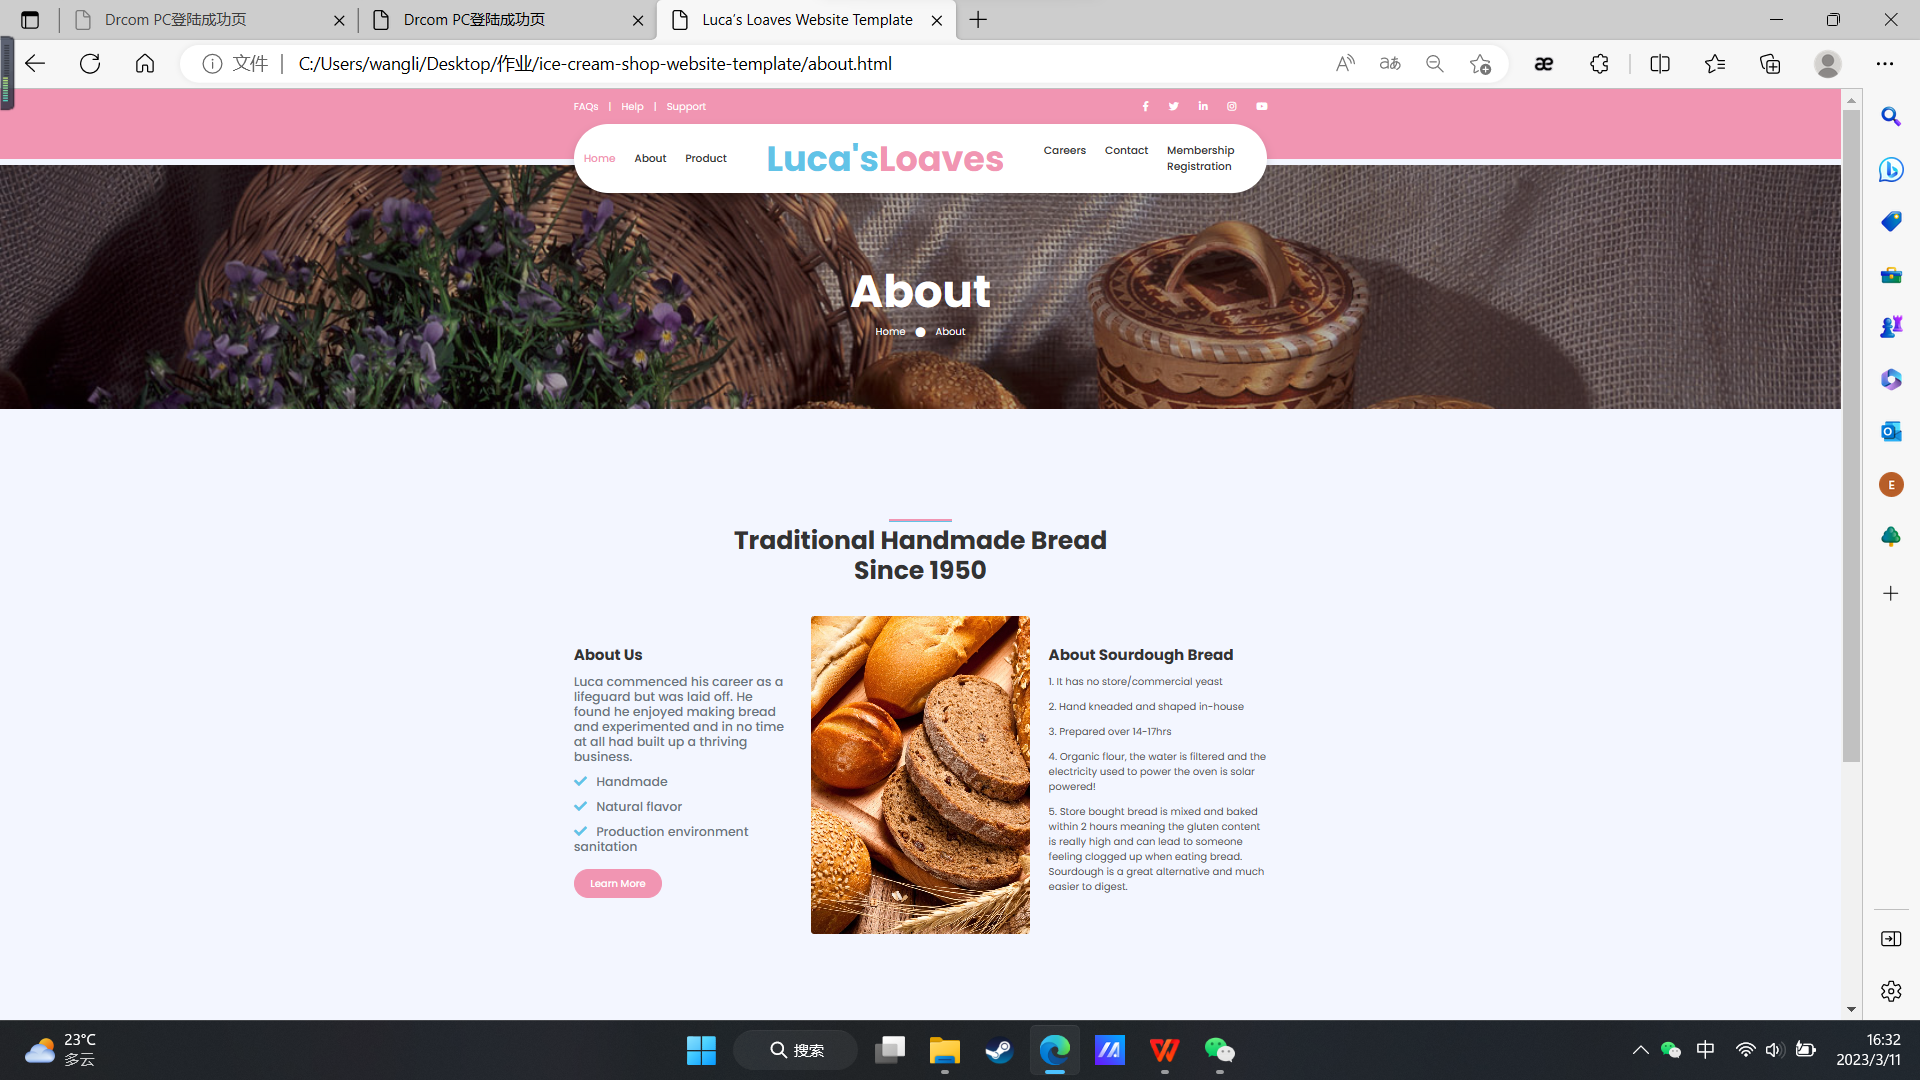 Drcom PC登陆成功页
Drcom PC登陆成功页
Luca's Loaves Website Template
文件
C:/Users/wangli/Desktop/作业/ice-cream-shop-website-template/about.html
FAQs | Help | Support
Home About Product
Luca'sLoaves
Careers Contact Membership
Registration
About
Home About
Traditional Handmade Bread
Since 1950
About Us
Luca commenced his career as a
lifeguard but was laid off. He
found he enjoyed making bread
and experimented and in no time
at all had built up a thriving
business.
Handmade
Natural flavor
Production environment
sanitation
Learn More
About Sourdough Bread
1. It has no store/commercial yeast
2. Hand kneaded and shaped in-house
3. Prepared over 14-17hrs
4. Organic flour, the water is filtered and the
electricity used to power the oven is solar
powered!
5. Store bought bread is mixed and baked
within 2 hours meaning the gluten content
is really high and can lead to someone
feeling clogged up when eating bread.
Sourdough is a great alternative and much
easier to digest.
E
23°C
多云
搜索
中
16:32
2023/3/11